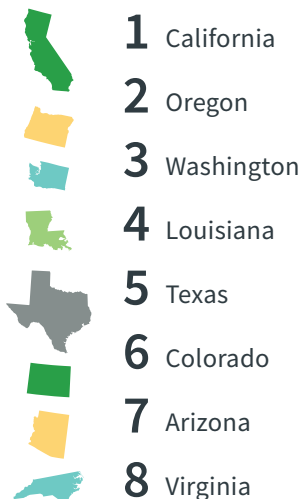 1 California
2 Oregon
3 Washington
4 Louisiana
5 Texas
6 Colorado
7 Arizona
8 Virginia